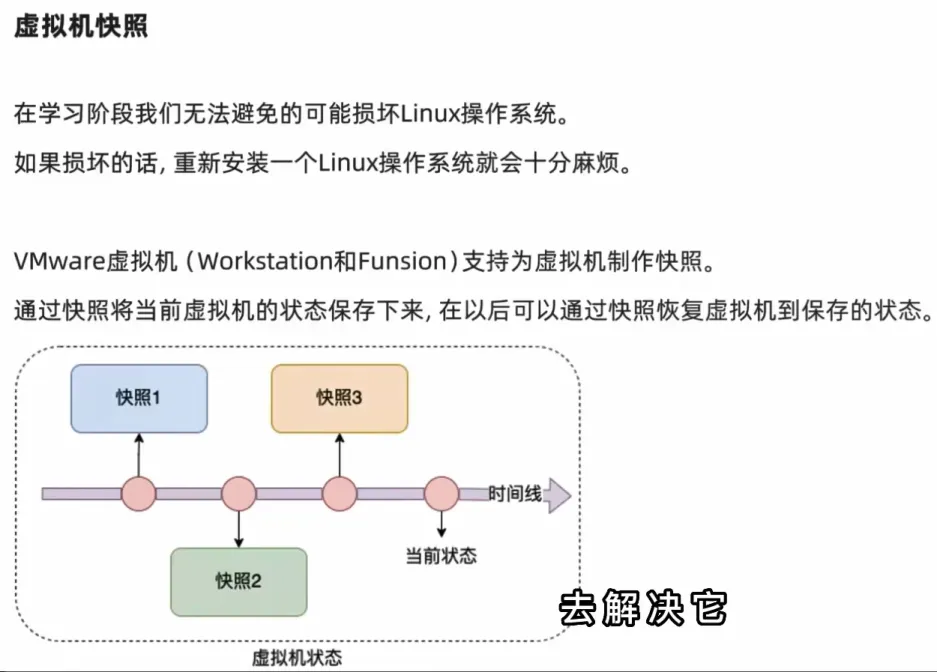 虚拟机快照
在学习阶段我们无法避免的可能损坏Linux操作系统。
如果损坏的话，重新安装一个Linux操作系统就会十分麻烦。
VMware虚拟机（Workstation和Funsion）支持为虚拟机制作快照。
通过快照将当前虚拟机的状态保存下来，在以后可以通过快照恢复虚拟机到保存的状态。
快照1
快照3
时间线
当前状态
快照2
去解决它
虚拟机状态